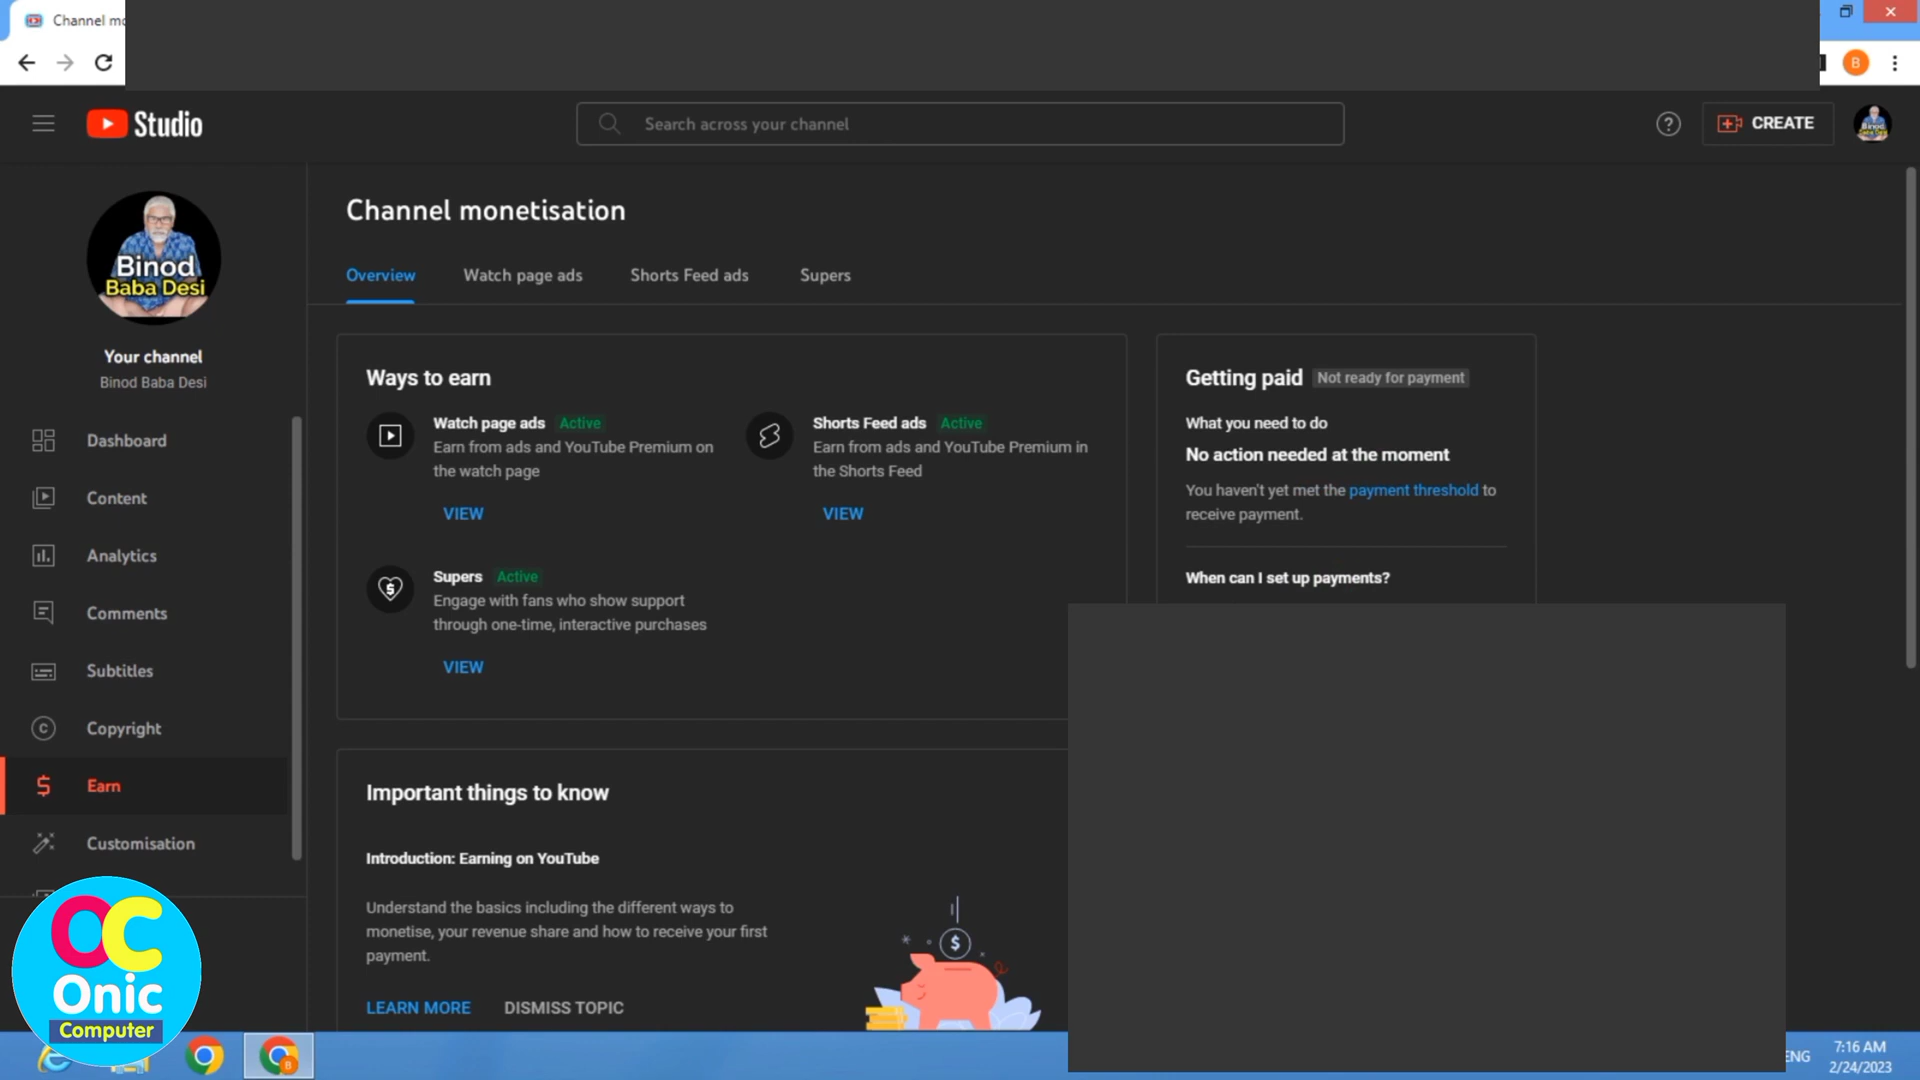 Channel mo
B
Studio
Search across your channel
CREATE
Binod
Baba Desi
Your channel
Binod Baba Desi
Dashboard
Content
Analytics
Comments
Subtitles
Copyright
Earn
Customisation
Channel monetisation
Overview
Watch page ads
Shorts Feed ads
Supers
Ways to earn
Watch page ads Active
Earn from ads and YouTube Premium on
the watch page
VIEW
Shorts Feed ads Active
Earn from ads and YouTube Premium in
the Shorts Feed
VIEW
Supers Active
Engage with fans who show support
through one-time, interactive purchases
VIEW
Getting paid Not ready for payment
What you need to do
No action needed at the moment
You haven't yet met the payment threshold to
receive payment.
When can I set up payments?
Important things to know
Introduction: Earning on YouTube
Understand the basics including the different ways to
monetise, your revenue share and how to receive your first
payment.
LEARN MORE DISMISS TOPIC
OC
Onic
Computer
B
ENG
7:16 AM
2/24/2023